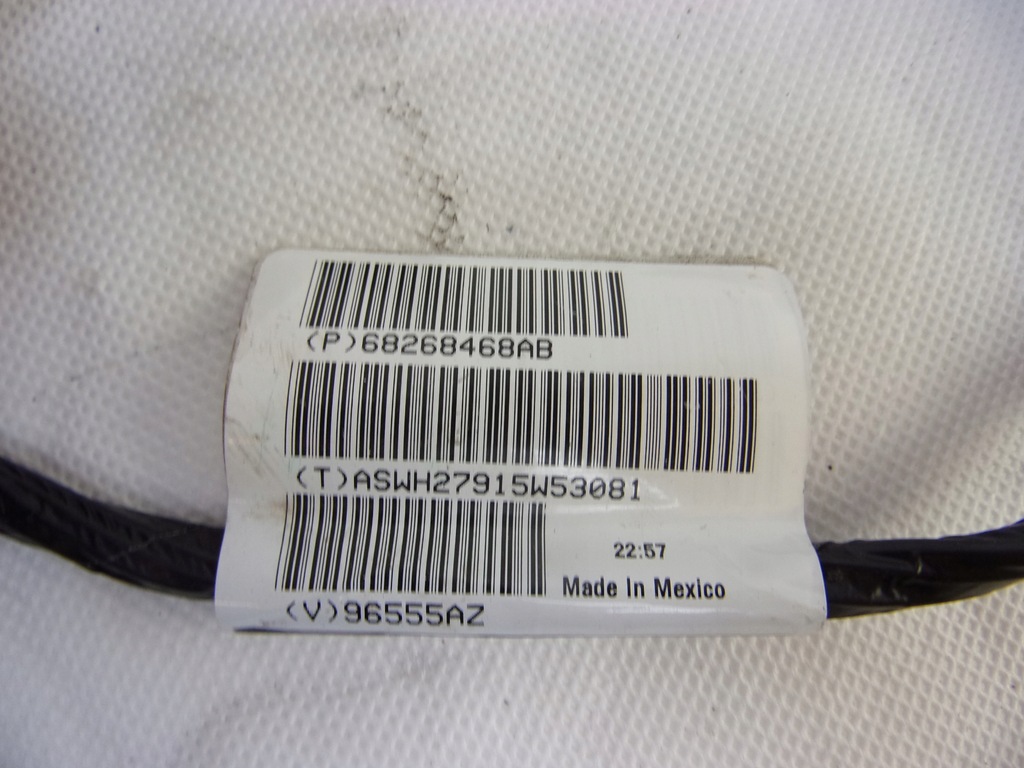 (P)68268468AB
(T)ASWH27915W53081
22:57
Made In Mexico
(V)96555AZ